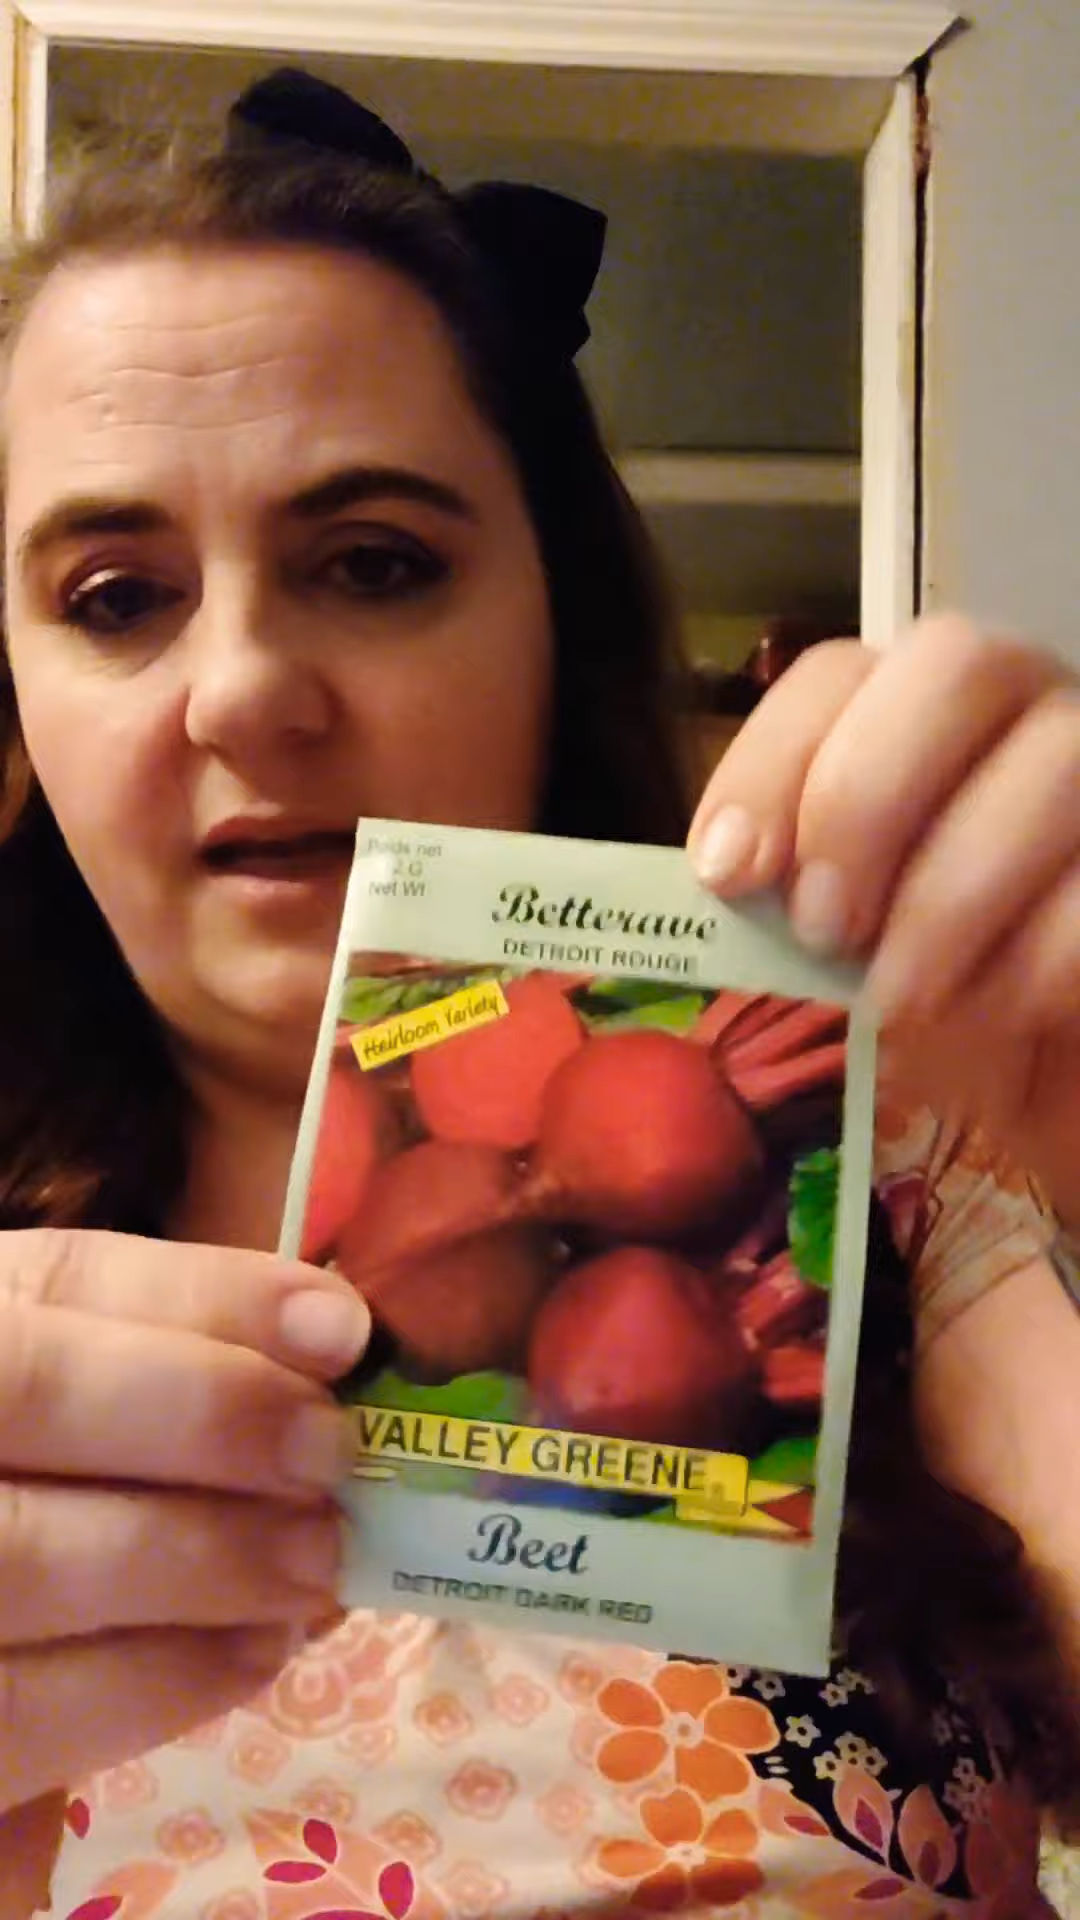 Poids net
2 G
Net Wt
Betterave
DETROIT ROUGE
Heirloom Variety
VALLEY GREENE
Beet
DETROIT DARK RED